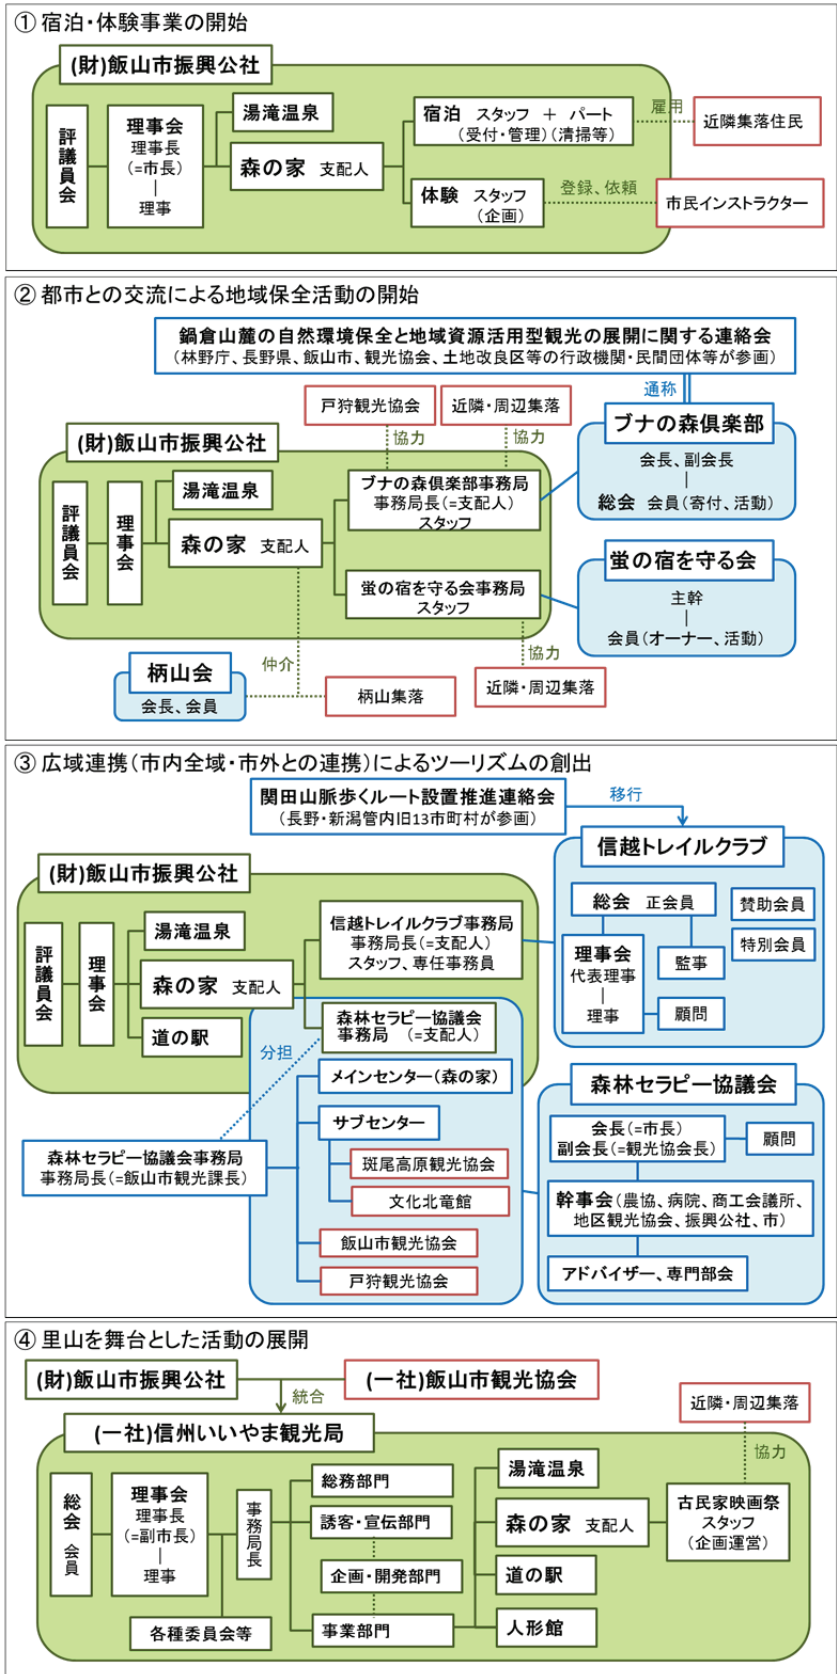 ① 宿泊・体験事業の開始
(財)飯山市振興公社
評議員会
理事会
理事長
(=市長)
理事
湯滝温泉
森の家 支配人
宿泊 スタッフ + パート
(受付・管理)(清掃等)
体験 スタッフ
(企画)
雇用
近隣集落住民
登録、依頼
市民インストラクター
② 都市との交流による地域保全活動の開始
鍋倉山麓の自然環境保全と地域資源活用型観光の展開に関する連絡会
(林野庁、長野県、飯山市、観光協会、土地改良区等の行政機関・民間団体等が参画)
通称
戸狩観光協会
近隣・周辺集落
協力
協力
ブナの森倶楽部
会長、副会長
総会 会員(寄付、活動)
(財)飯山市振興公社
評議員会
理事会
湯滝温泉
森の家 支配人
ブナの森倶楽部事務局
事務局長(=支配人)
スタッフ
蛍の宿を守る会事務局
スタッフ
蛍の宿を守る会
主幹
会員(オーナー、活動)
協力
近隣・周辺集落
仲介
柄山会
会長、会員
柄山集落
③ 広域連携(市内全域・市外との連携)によるツーリズムの創出
関田山脈歩くルート設置推進連絡会
(長野・新潟管内旧13市町村が参画)
移行
信越トレイルクラブ
総会 正会員
賛助会員
特別会員
理事会
代表理事
理事
監事
顧問
(財)飯山市振興公社
評議員会
理事会
湯滝温泉
森の家 支配人
道の駅
信越トレイルクラブ事務局
事務局長(=支配人)
スタッフ、専任事務員
森林セラピー協議会
事務局 (=支配人)
分担
メインセンター(森の家)
サブセンター
斑尾高原観光協会
文化北竜館
飯山市観光協会
戸狩観光協会
森林セラピー協議会事務局
事務局長(=飯山市観光課長)
森林セラピー協議会
会長(=市長)
副会長(=観光協会長)
顧問
幹事会(農協、病院、商工会議所、
地区観光協会、振興公社、市)
アドバイザー、専門部会
④ 里山を舞台とした活動の展開
(財)飯山市振興公社
(一社)飯山市観光協会
統合
(一社)信州いいやま観光局
近隣・周辺集落
協力
総会 会員
理事会
理事長
(=副市長)
理事
事務局長
各種委員会等
総務部門
誘客・宣伝部門
企画・開発部門
事業部門
湯滝温泉
森の家 支配人
道の駅
人形館
古民家映画祭
スタッフ
(企画運営)